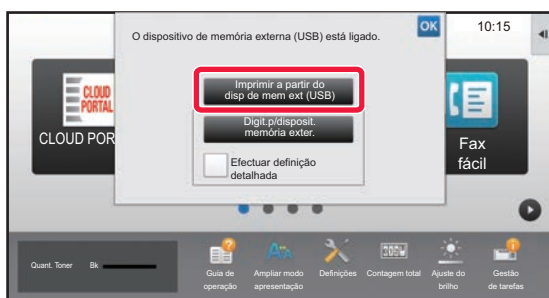 O dispositivo de memória externa (USB) está ligado.
OK
10:15
Imprimir a partir do
disp de mem ext (USB)
Digit.p/disposit.
memória exter.
Efectuar definição
detalhada
CLOUD
PORTAL
CLOUD POR
Fax
fácil
Quant. Toner
Bk
Guia de
operação
Ampliar modo
apresentação
Definições
Contagem total
Ajuste do
brilho
Gestão
de tarefas